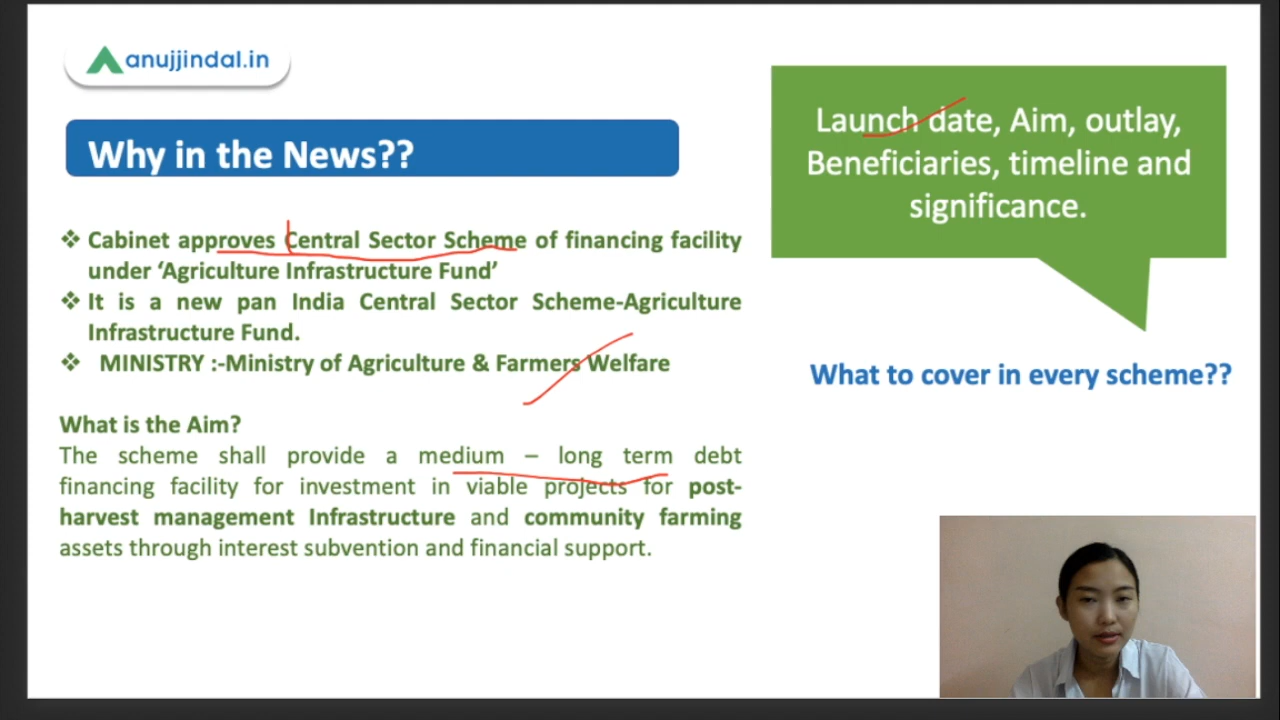 anujjindal.in
Why in the News??
❖ Cabinet approves Central Sector Scheme of financing facility
under ‘Agriculture Infrastructure Fund’
❖ It is a new pan India Central Sector Scheme-Agriculture
Infrastructure Fund.
❖ MINISTRY :-Ministry of Agriculture & Farmers Welfare
What is the Aim?
The scheme shall provide a medium – long term debt
financing facility for investment in viable projects for post-
harvest management Infrastructure and community farming
assets through interest subvention and financial support.
Launch date, Aim, outlay,
Beneficiaries, timeline and
significance.
What to cover in every scheme??